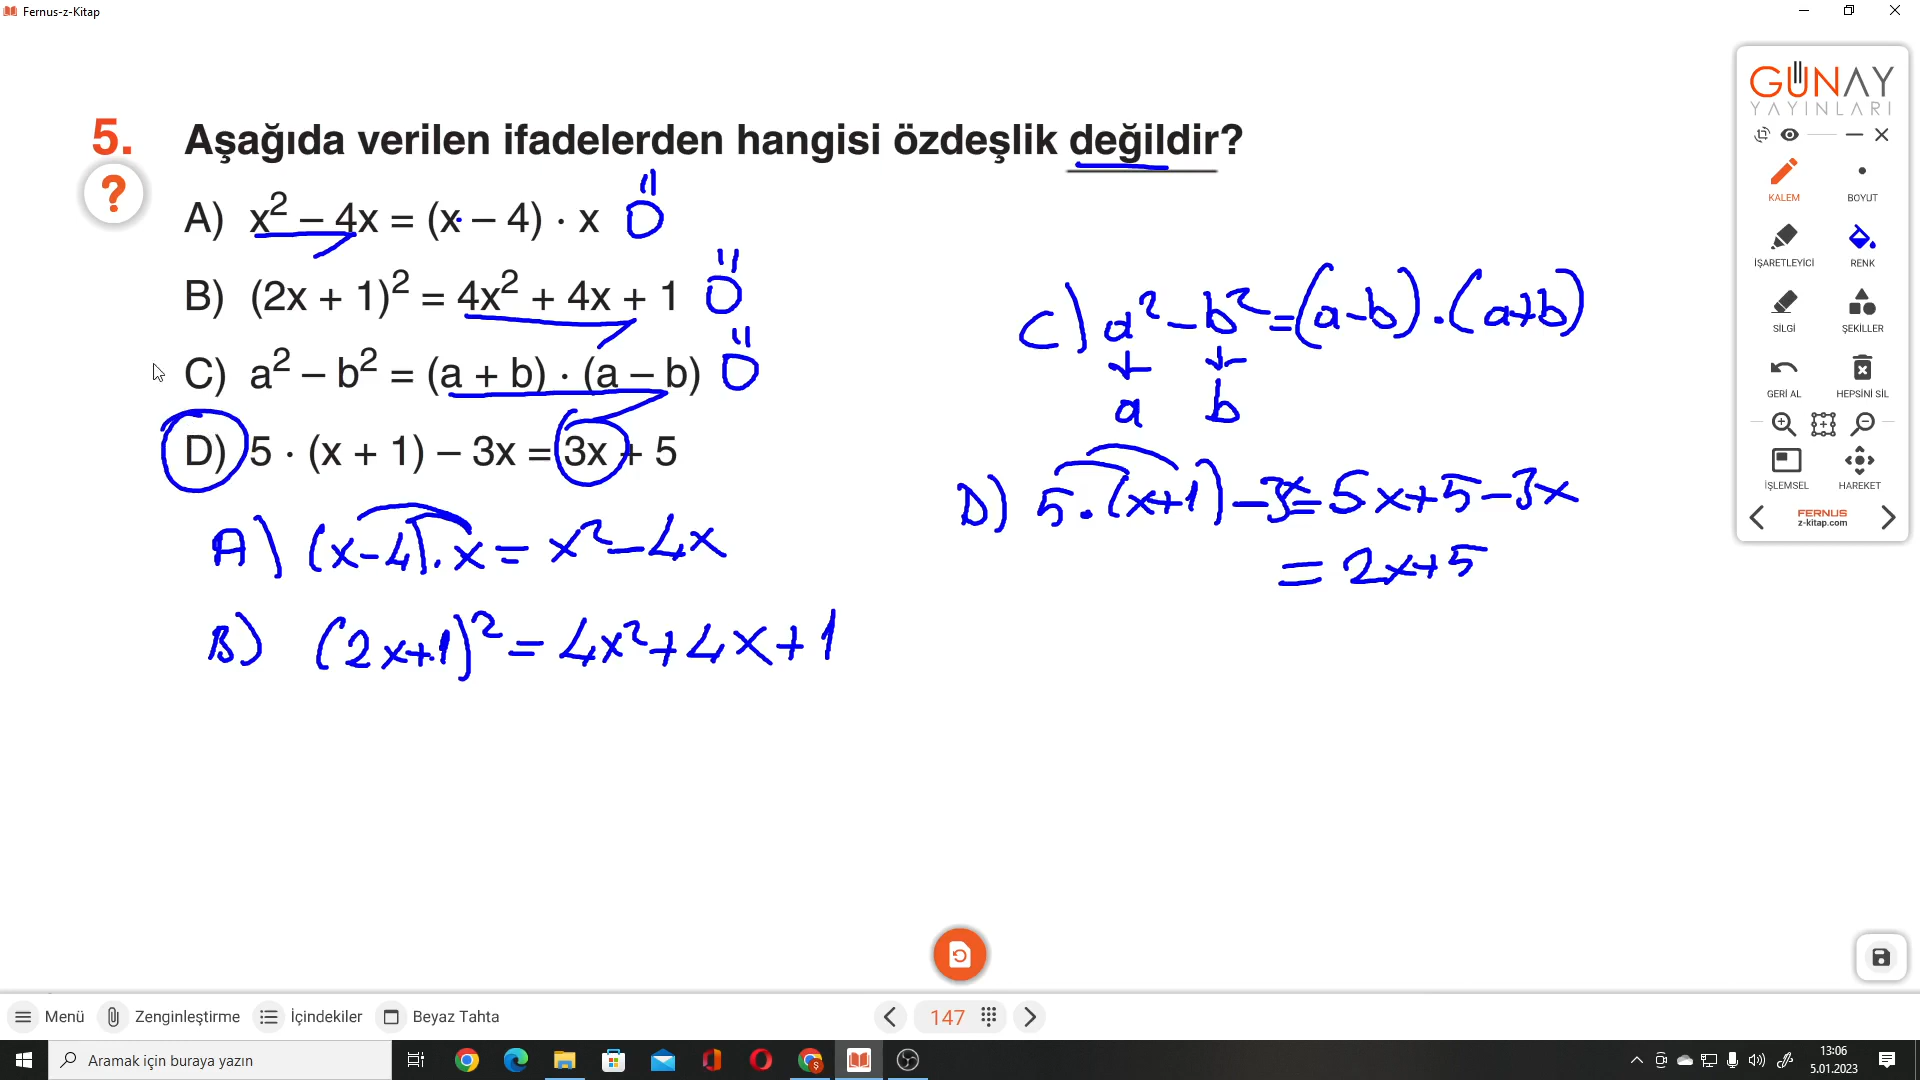 Fernus-z-Kitap
GÜNAY
YAYINLARI
5. Aşağıda verilen ifadelerden hangisi özdeşlik değildir?
?
A) x² – 4x = (x – 4) · x Ö
B) (2x + 1)² = 4x² + 4x + 1 Ö
C) a² – b² = (a + b) · (a – b) Ö
D) 5 · (x + 1) – 3x = 3x + 5
A) (x-4).x = x²-4x
B) (2x+1)² = 4x²+4x+1
C) a²-b²=(a-b).(a+b)
a b
D) 5.(x+1)-3x=5x+5-3x
= 2x+5
KALEM BOYUT
İŞARETLEYİCİ RENK
SİLGİ ŞEKİLLER
GERİ AL HEPSİNİ SİL
İŞLEMSEL HAREKET
FERNUS
z-kitap.com
Menü Zenginleştirme İçindekiler Beyaz Tahta 147
Aramak için buraya yazın
13:06
5.01.2023